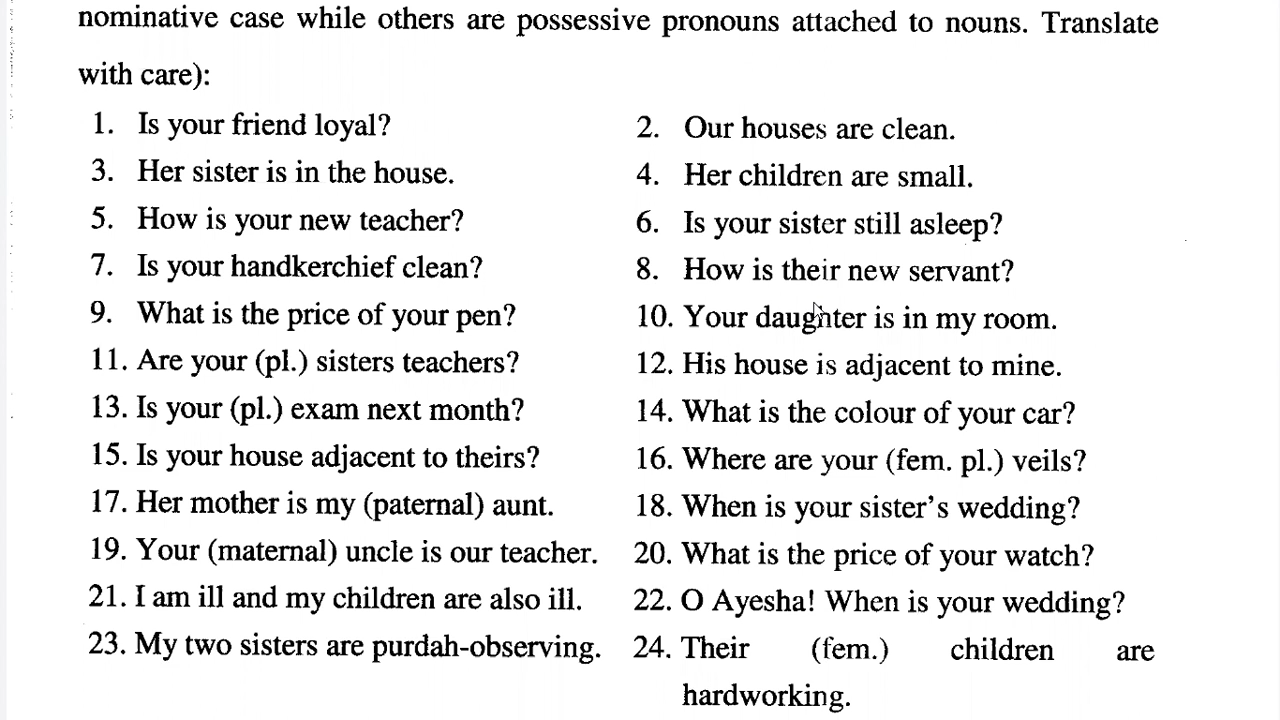 nominative case while others are possessive pronouns attached to nouns. Translate
with care):
1. Is your friend loyal?
2. Our houses are clean.
3. Her sister is in the house.
4. Her children are small.
5. How is your new teacher?
6. Is your sister still asleep?
7. Is your handkerchief clean?
8. How is their new servant?
9. What is the price of your pen?
10. Your daughter is in my room.
11. Are your (pl.) sisters teachers?
12. His house is adjacent to mine.
13. Is your (pl.) exam next month?
14. What is the colour of your car?
15. Is your house adjacent to theirs?
16. Where are your (fem. pl.) veils?
17. Her mother is my (paternal) aunt.
18. When is your sister's wedding?
19. Your (maternal) uncle is our teacher.
20. What is the price of your watch?
21. I am ill and my children are also ill.
22. O Ayesha! When is your wedding?
23. My two sisters are purdah-observing.
24. Their (fem.) children are
hardworking.